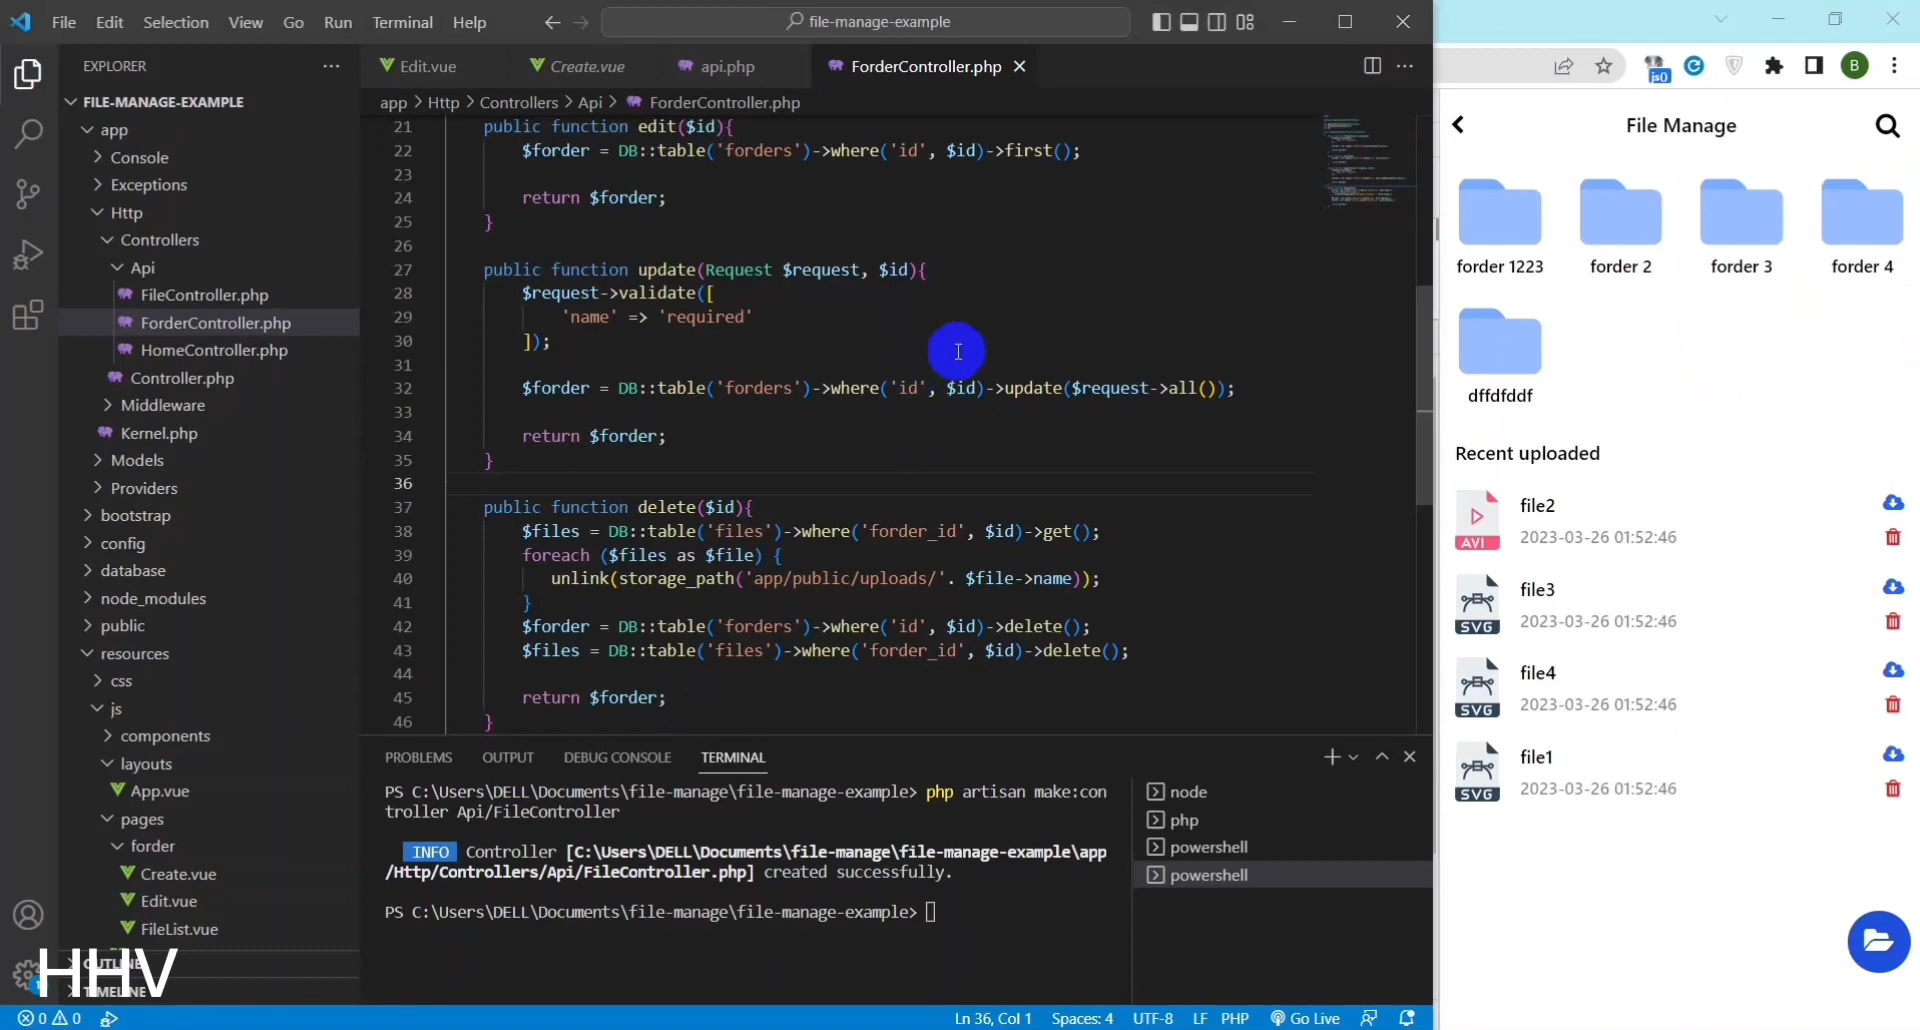 File Edit Selection View Go Run Terminal Help
file-manage-example
EXPLORER
FILE-MANAGE-EXAMPLE
app
Console
Exceptions
Http
Controllers
Api
FileController.php
ForderController.php
HomeController.php
Controller.php
Middleware
Kernel.php
Models
Providers
bootstrap
config
database
node_modules
public
resources
css
js
components
layouts
App.vue
pages
forder
Create.vue
Edit.vue
FileList.vue
OUTLINE
TIMELINE
HHV
Edit.vue Create.vue api.php ForderController.php
app > Http > Controllers > Api > ForderController.php
21 public function edit($id){
22 $forder = DB::table('forders')->where('id', $id)->first();
23
24 return $forder;
25 }
26
27 public function update(Request $request, $id){
28 $request->validate([
29 'name' => 'required'
30 ]);
31
32 $forder = DB::table('forders')->where('id', $id)->update($request->all());
33
34 return $forder;
35 }
36
37 public function delete($id){
38 $files = DB::table('files')->where('forder_id', $id)->get();
39 foreach ($files as $file) {
40 unlink(storage_path('app/public/uploads/'. $file->name));
41 }
42 $forder = DB::table('forders')->where('id', $id)->delete();
43 $files = DB::table('files')->where('forder_id', $id)->delete();
44
45 return $forder;
46 }
PROBLEMS OUTPUT DEBUG CONSOLE TERMINAL
PS C:\Users\DELL\Documents\file-manage\file-manage-example> php artisan make:con
troller Api/FileController
INFO Controller [C:\Users\DELL\Documents\file-manage\file-manage-example\app
/Http/Controllers/Api/FileController.php] created successfully.
PS C:\Users\DELL\Documents\file-manage\file-manage-example>
node
php
powershell
powershell
0 0
Ln 36, Col 1 Spaces: 4 UTF-8 LF PHP Go Live
js()
B
File Manage
forder 1223 forder 2 forder 3 forder 4
dffdfddf
Recent uploaded
AVI
file2
2023-03-26 01:52:46
SVG
file3
2023-03-26 01:52:46
SVG
file4
2023-03-26 01:52:46
SVG
file1
2023-03-26 01:52:46